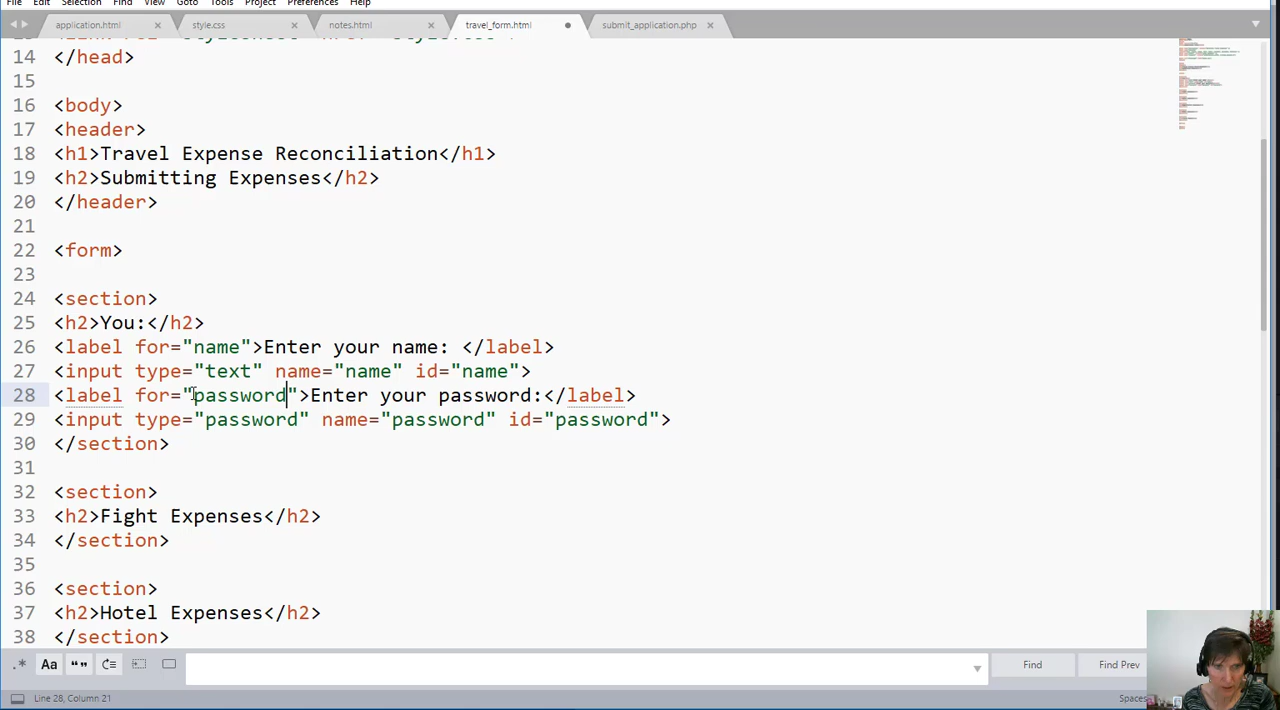 File Edit Selection Find View Goto Tools Project Preferences Help
application.html style.css notes.html travel_form.html submit_application.php
14 </head>
15
16 <body>
17 <header>
18 <h1>Travel Expense Reconciliation</h1>
19 <h2>Submitting Expenses</h2>
20 </header>
21
22 <form>
23
24 <section>
25 <h2>You:</h2>
26 <label for="name">Enter your name: </label>
27 <input type="text" name="name" id="name">
28 <label for="password">Enter your password:</label>
29 <input type="password" name="password" id="password">
30 </section>
31
32 <section>
33 <h2>Fight Expenses</h2>
34 </section>
35
36 <section>
37 <h2>Hotel Expenses</h2>
38 </section>
.* Aa “” Find Find Prev
Line 28, Column 21 Spaces